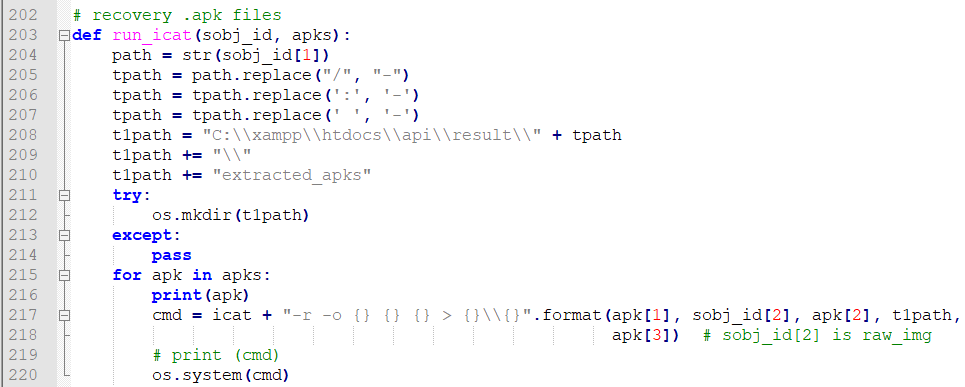 202 # recovery .apk files
203 def run_icat(sobj_id, apks):
204     path = str(sobj_id[1])
205     tpath = path.replace("/", "-")
206     tpath = tpath.replace(':', '-')
207     tpath = tpath.replace(' ', '-')
208     t1path = "C:\\xampp\\htdocs\\api\\result\\" + tpath
209     t1path += "\\"
210     t1path += "extracted_apks"
211     try:
212         os.mkdir(t1path)
213     except:
214         pass
215     for apk in apks:
216         print(apk)
217         cmd = icat + "-r -o {} {} {} > {}\\{}".format(apk[1], sobj_id[2], apk[2], t1path,
218                                                       apk[3])  # sobj_id[2] is raw_img
219         # print (cmd)
220         os.system(cmd)